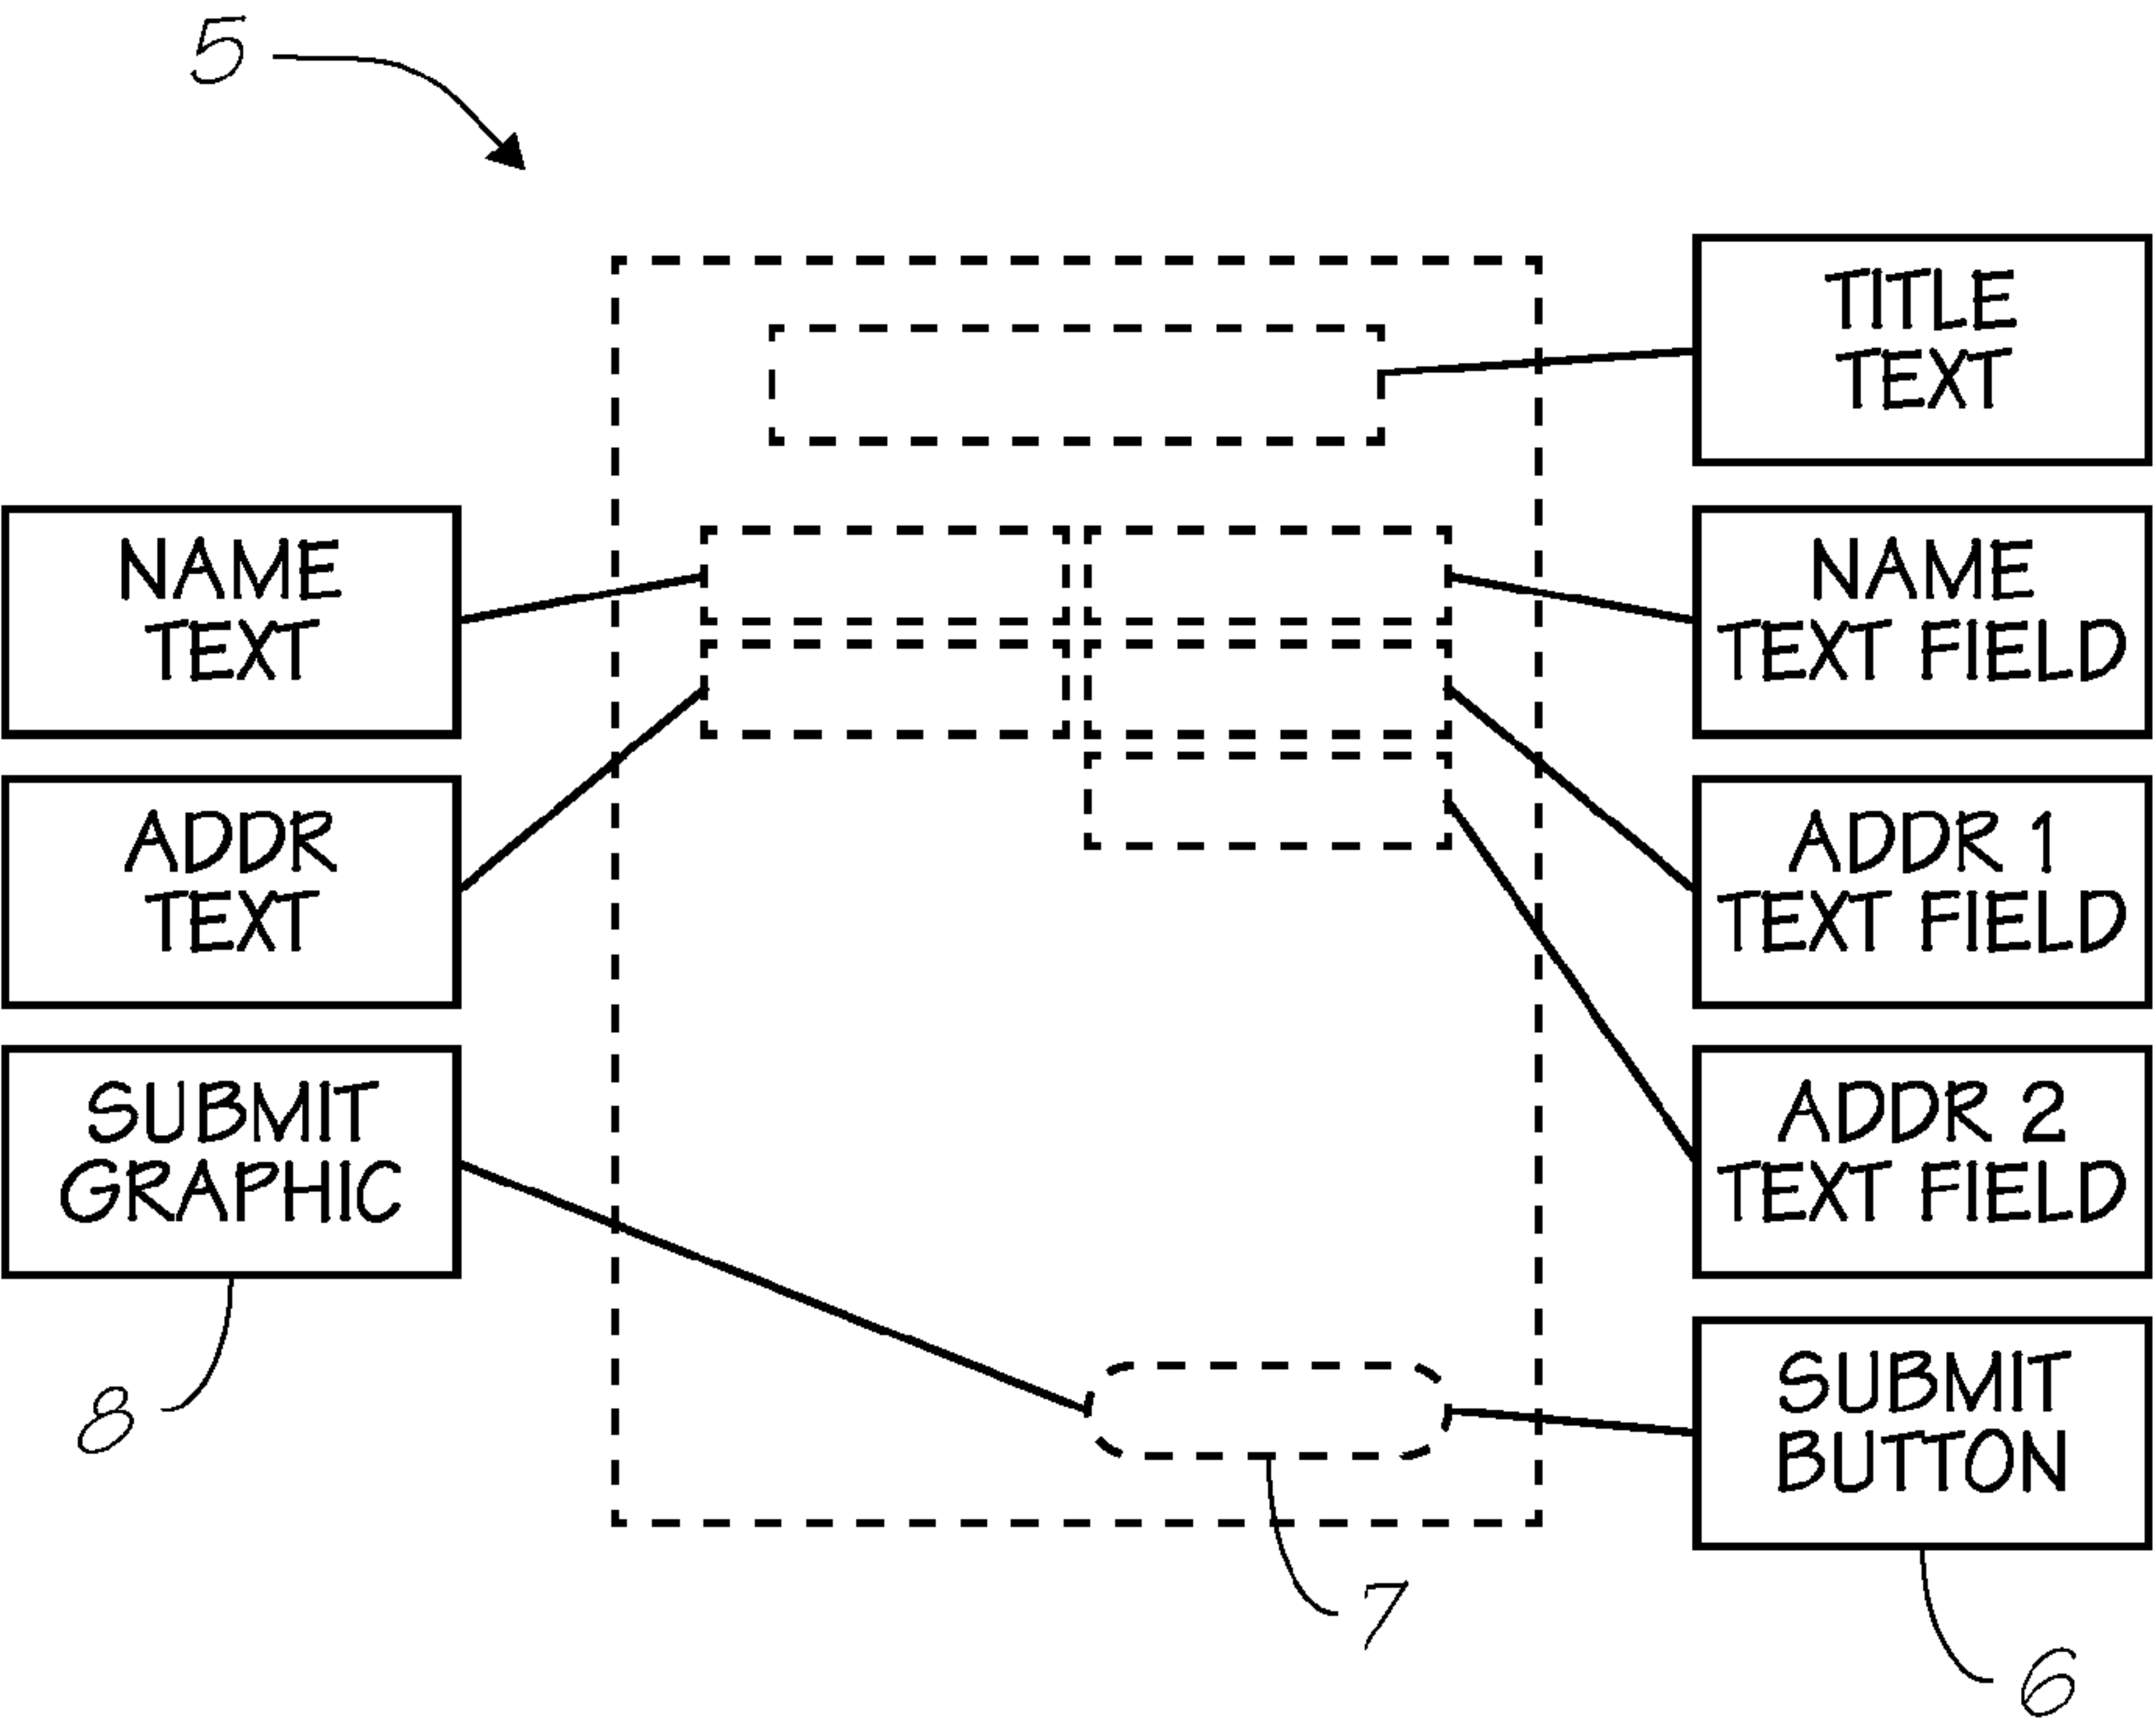 5
TITLE
TEXT
NAME
TEXT
NAME
TEXT FIELD
ADDR
TEXT
ADDR 1
TEXT FIELD
SUBMIT
GRAPHIC
ADDR 2
TEXT FIELD
SUBMIT
BUTTON
8
7
6